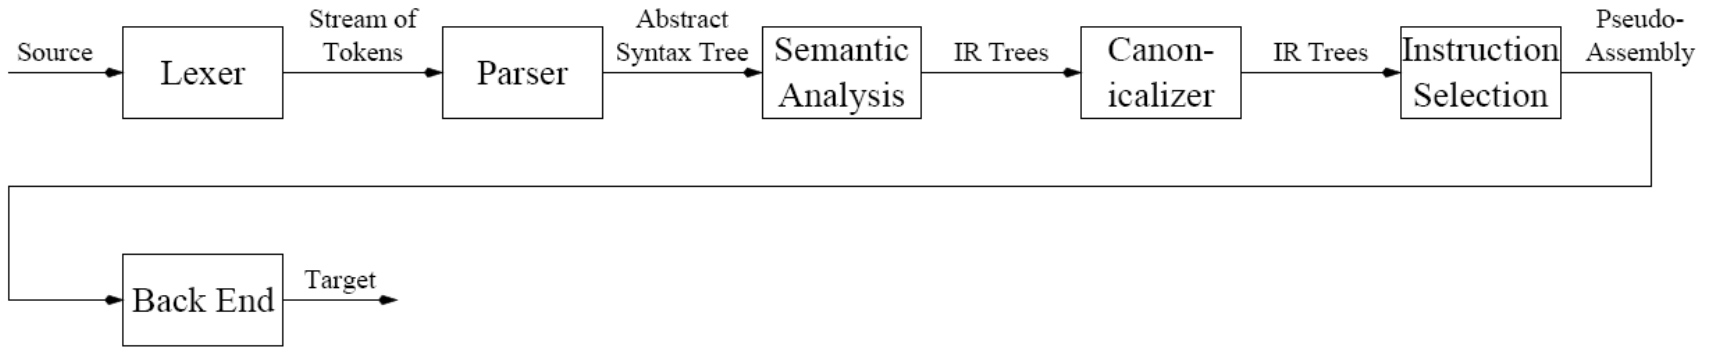 Source
Lexer
Stream of
Tokens
Parser
Abstract
Syntax Tree
Semantic
Analysis
IR Trees
Canon-
icalizer
IR Trees
Instruction
Selection
Pseudo-
Assembly
Back End
Target